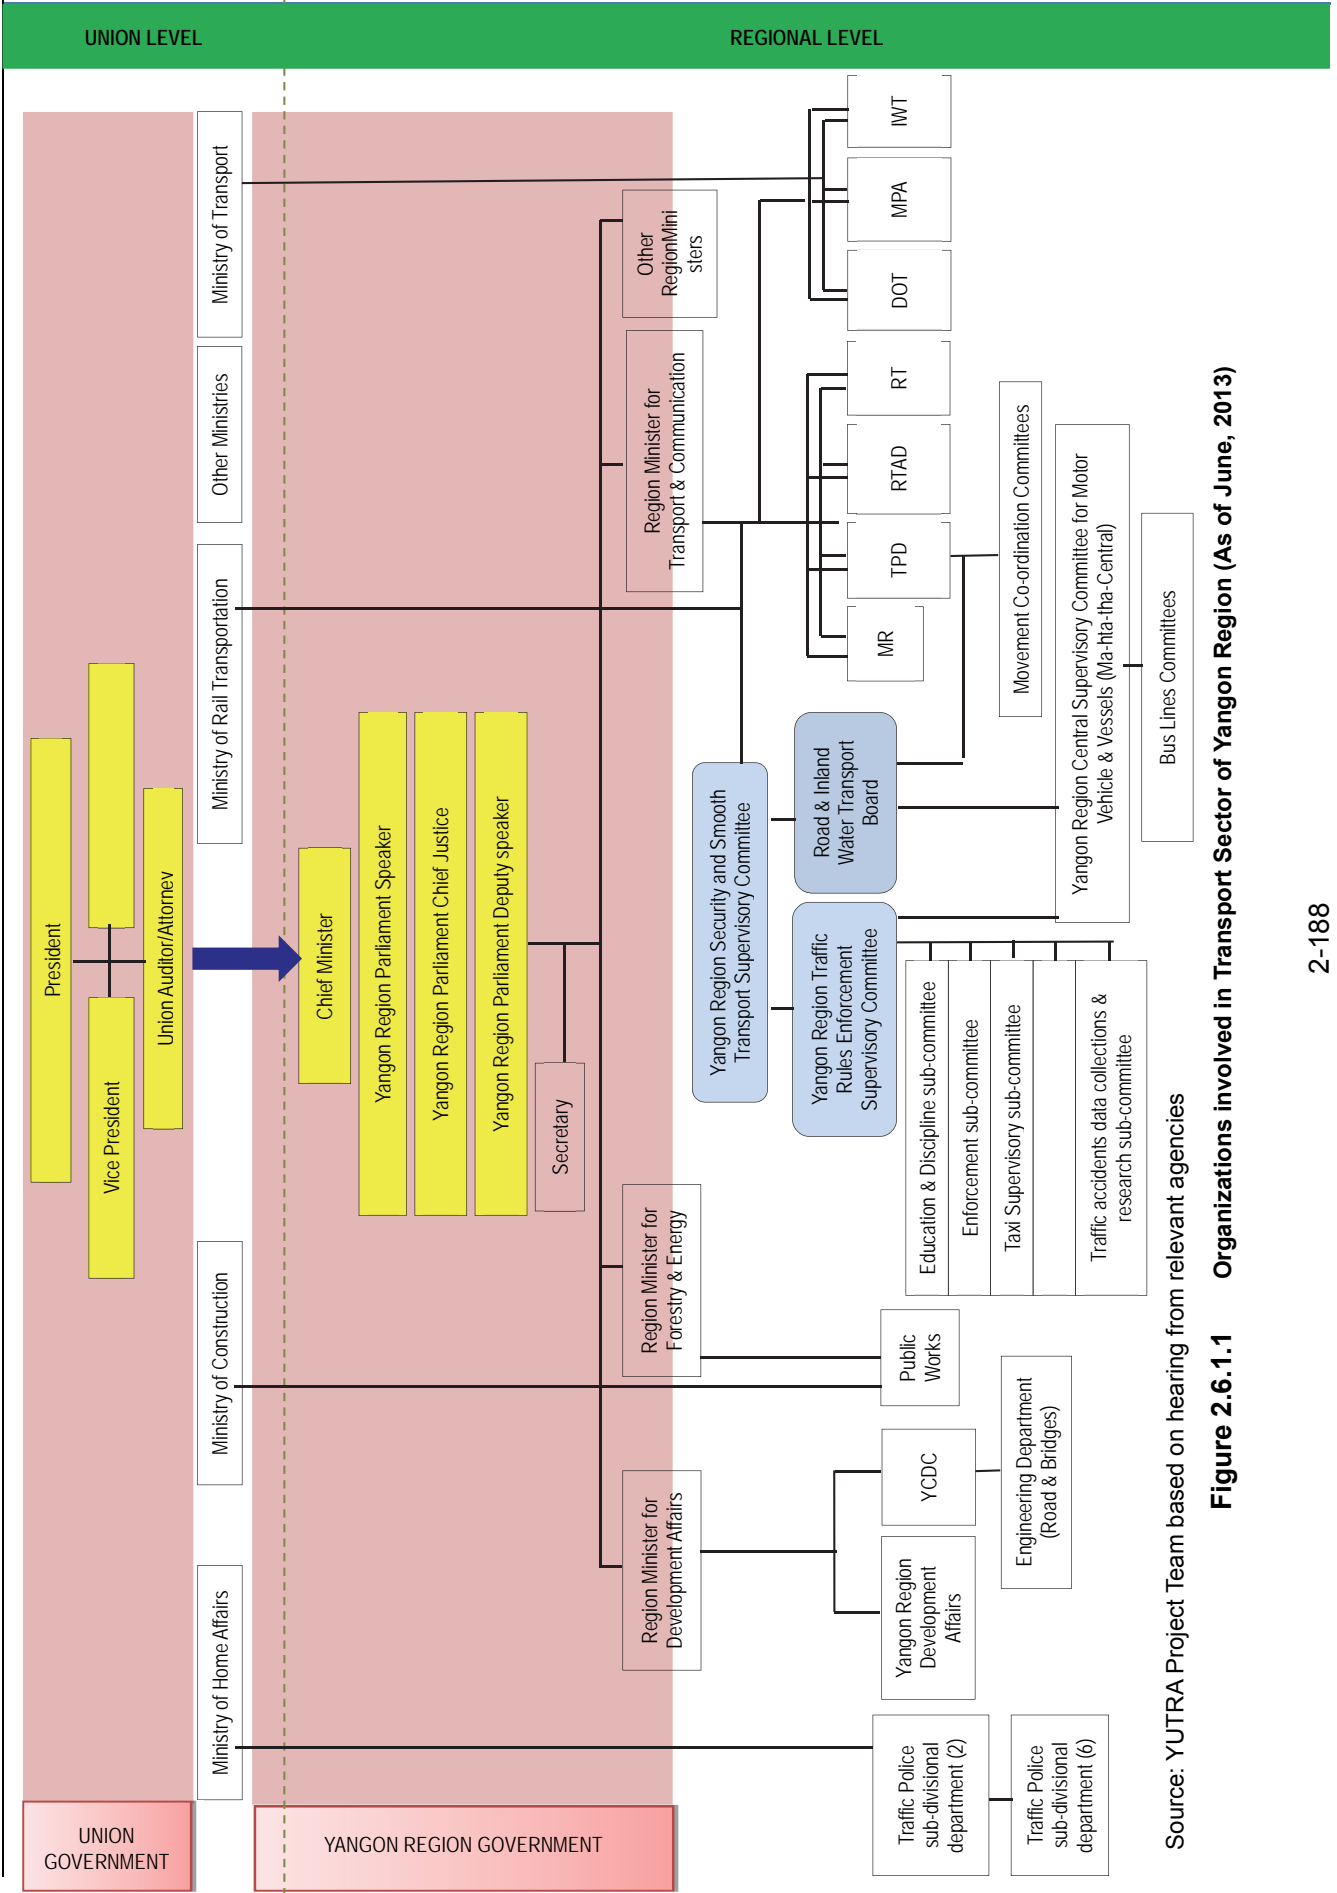 UNION LEVEL
REGIONAL LEVEL
UNION
GOVERNMENT
President
Vice President
Union Auditor/Attorney
Ministry of Home Affairs
Ministry of Construction
Ministry of Rail Transportation
Other Ministries
Ministry of Transport
YANGON REGION GOVERNMENT
Chief Minister
Yangon Region Parliament Speaker
Yangon Region Parliament Chief Justice
Yangon Region Parliament Deputy speaker
Secretary
Region Minister for
Development Affairs
Region Minister for
Forestry & Energy
Region Minister for
Transport & Communication
Other
RegionMini
sters
Yangon Region Security and Smooth
Transport Supervisory Committee
Yangon Region Traffic
Rules Enforcement
Supervisory Committee
Road & Inland
Water Transport
Board
MR
TPD
RTAD
RT
DOT
MPA
IWT
Traffic Police
sub-divisional
department (2)
Traffic Police
sub-divisional
department (6)
Yangon Region
Development
Affairs
YCDC
Engineering Department
(Road & Bridges)
Public
Works
Education & Discipline sub-committee
Enforcement sub-committee
Taxi Supervisory sub-committee
Traffic accidents data collections &
research sub-committee
Movement Co-ordination Committees
Yangon Region Central Supervisory Committee for Motor
Vehicle & Vessels (Ma-hta-tha-Central)
Bus Lines Committees
Source: YUTRA Project Team based on hearing from relevant agencies
Figure 2.6.1.1 Organizations involved in Transport Sector of Yangon Region (As of June, 2013)
2-188